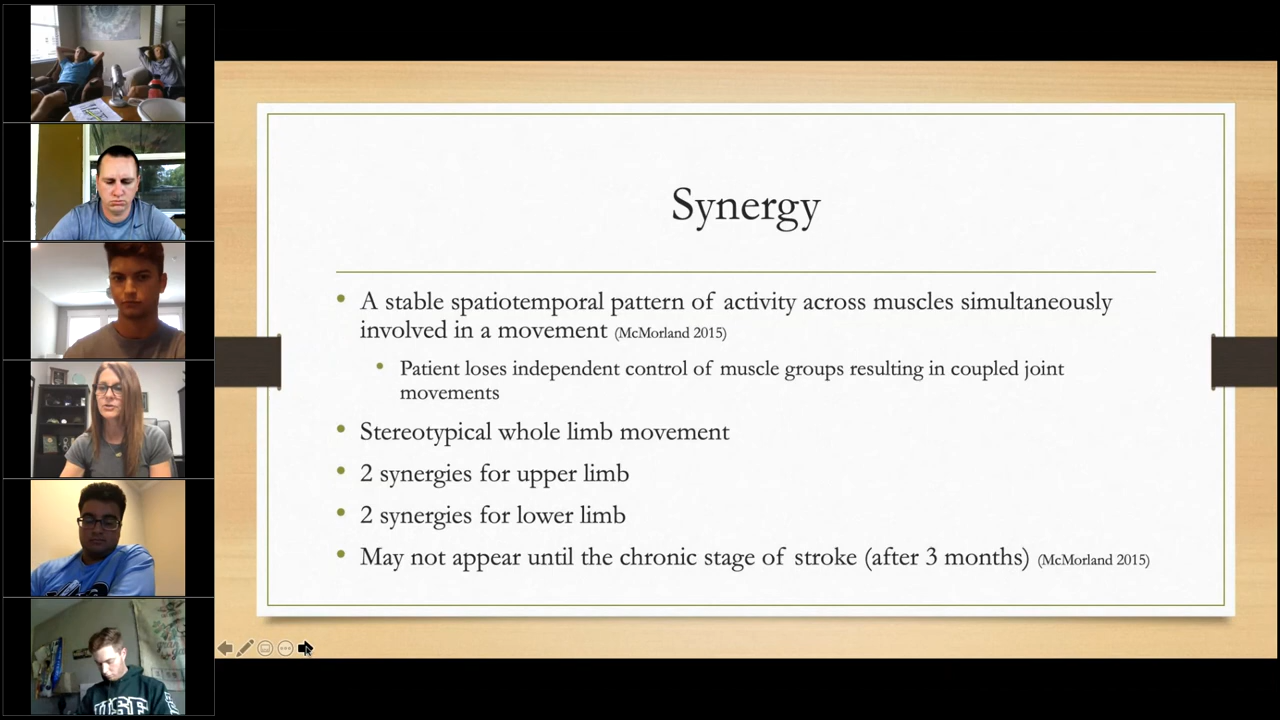 Synergy
A stable spatiotemporal pattern of activity across muscles simultaneously
involved in a movement (McMorland 2015)
Patient loses independent control of muscle groups resulting in coupled joint
movements
Stereotypical whole limb movement
2 synergies for upper limb
2 synergies for lower limb
May not appear until the chronic stage of stroke (after 3 months) (McMorland 2015)